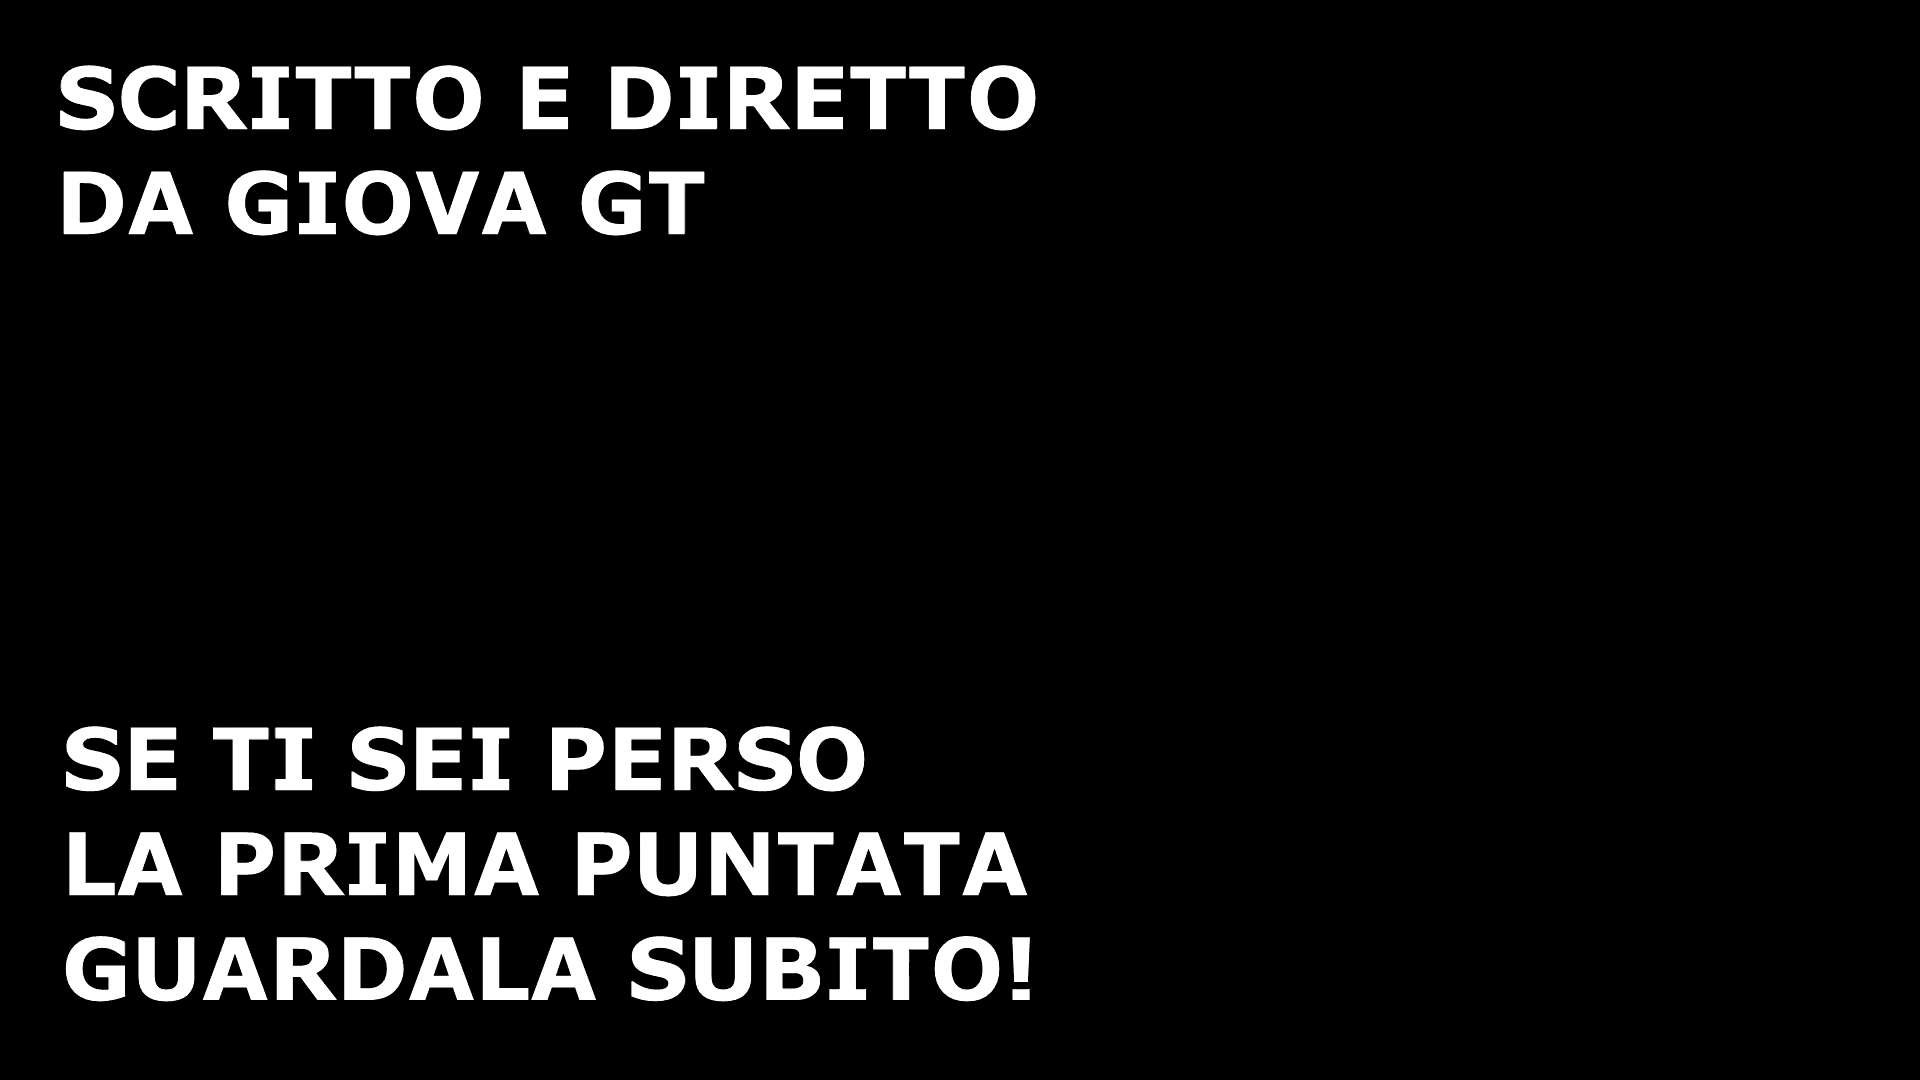 SCRITTO E DIRETTO
DA GIOVA GT
SE TI SEI PERSO
LA PRIMA PUNTATA
GUARDALA SUBITO!